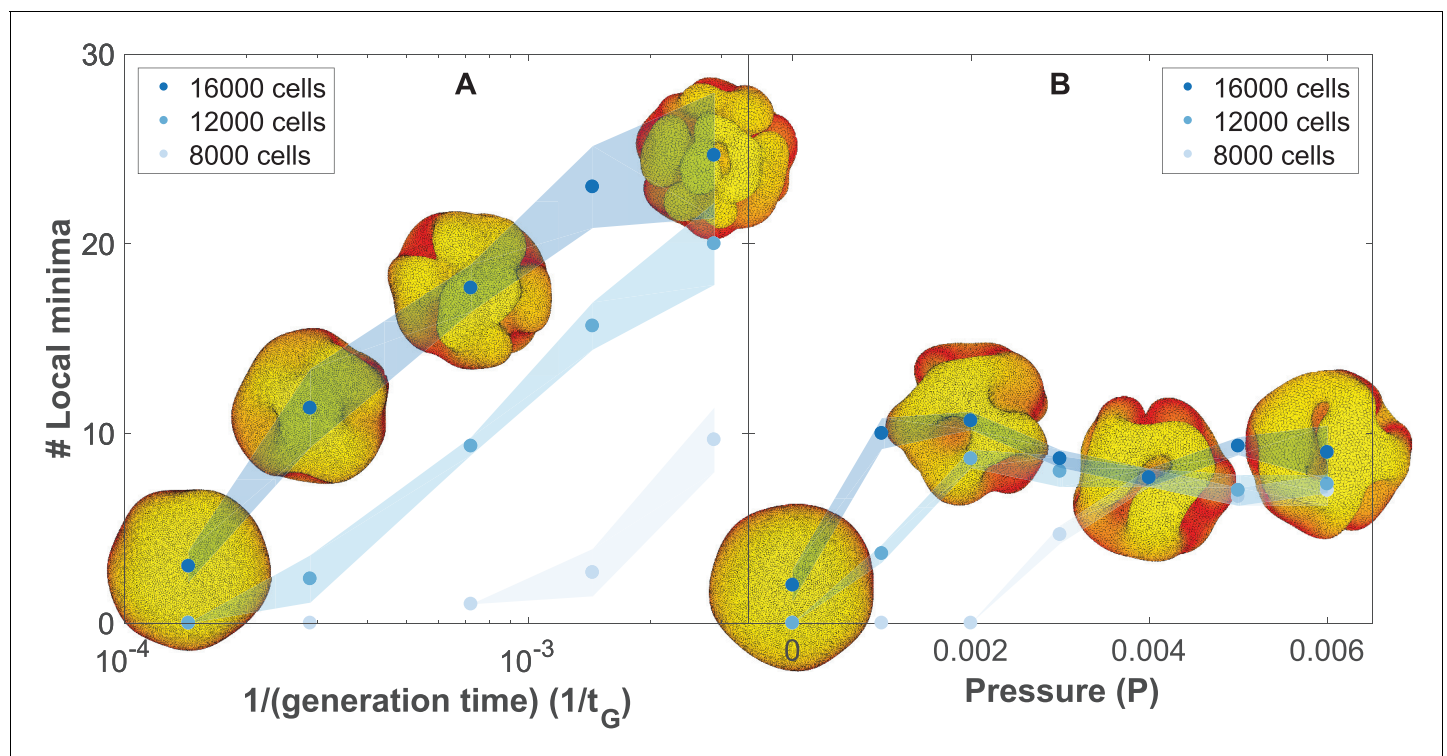 30
20
10
0
# Local minima
A
16000 cells
12000 cells
8000 cells
10⁻⁴
10⁻³
1/(generation time) (1/t_G)
B
16000 cells
12000 cells
8000 cells
0
0.002
0.004
0.006
Pressure (P)